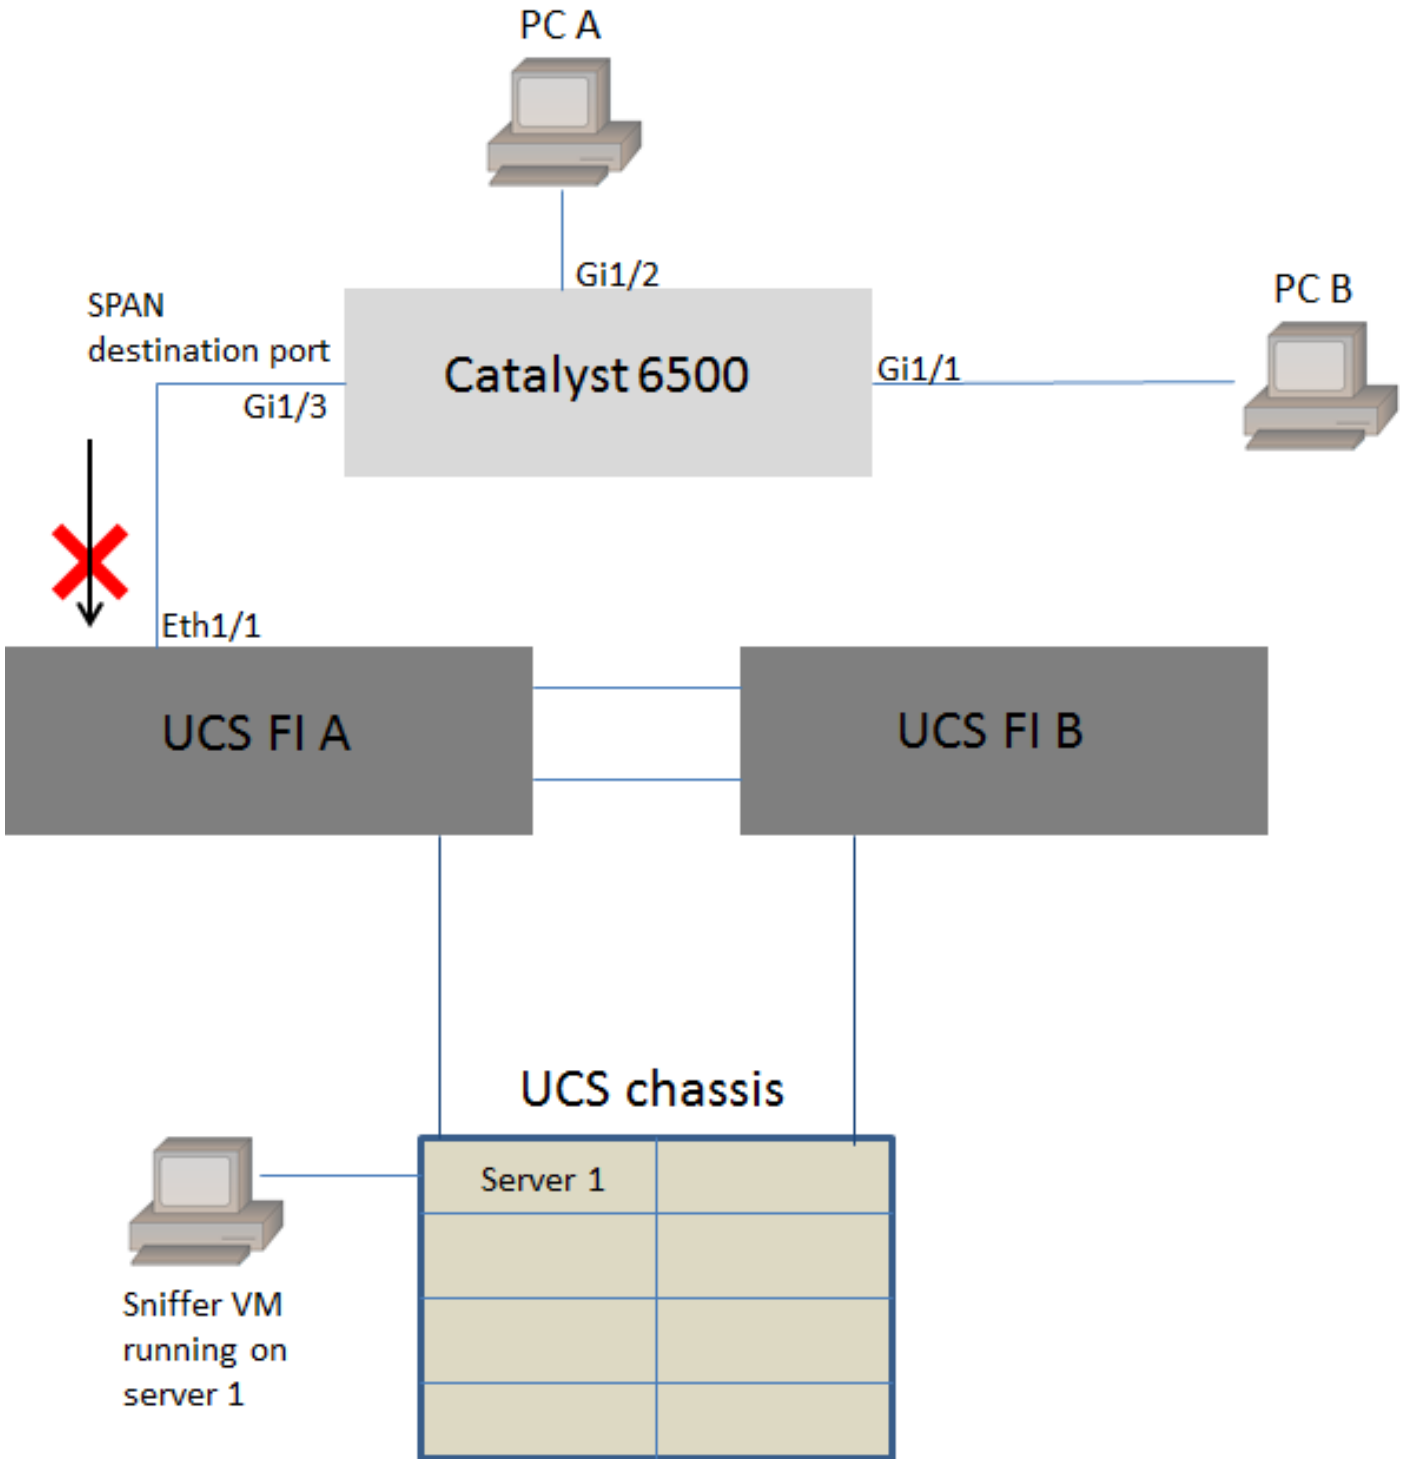 PC A
Gi1/2
SPAN
destination port
Gi1/3
Catalyst 6500
Gi1/1
PC B
Eth1/1
UCS FI A
UCS FI B
UCS chassis
Server 1
Sniffer VM
running on
server 1